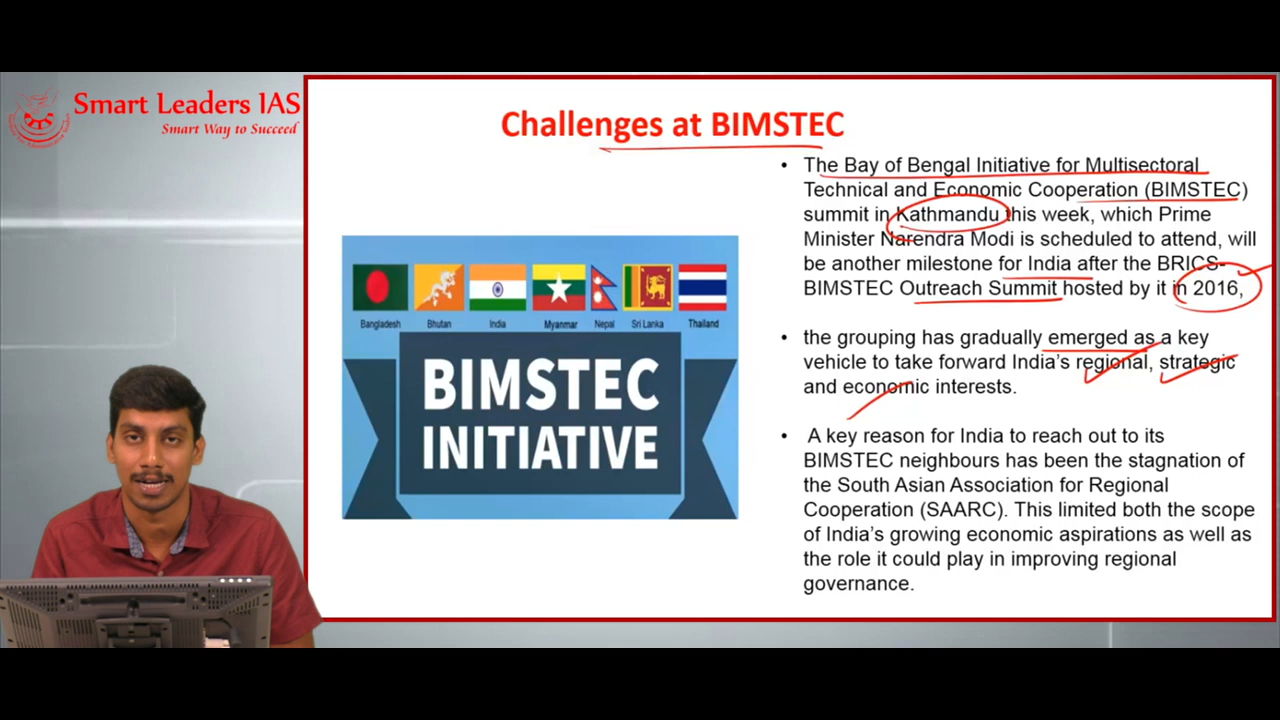 Smart Leaders IAS
Smart Way to Succeed
Challenges at BIMSTEC
Bangladesh
Bhutan
India
Myanmar
Nepal
Sri Lanka
Thailand
BIMSTEC
INITIATIVE
• The Bay of Bengal Initiative for Multisectoral
Technical and Economic Cooperation (BIMSTEC)
summit in Kathmandu this week, which Prime
Minister Narendra Modi is scheduled to attend, will
be another milestone for India after the BRICS-
BIMSTEC Outreach Summit hosted by it in 2016,
• the grouping has gradually emerged as a key
vehicle to take forward India's regional, strategic
and economic interests.
• A key reason for India to reach out to its
BIMSTEC neighbours has been the stagnation of
the South Asian Association for Regional
Cooperation (SAARC). This limited both the scope
of India's growing economic aspirations as well as
the role it could play in improving regional
governance.